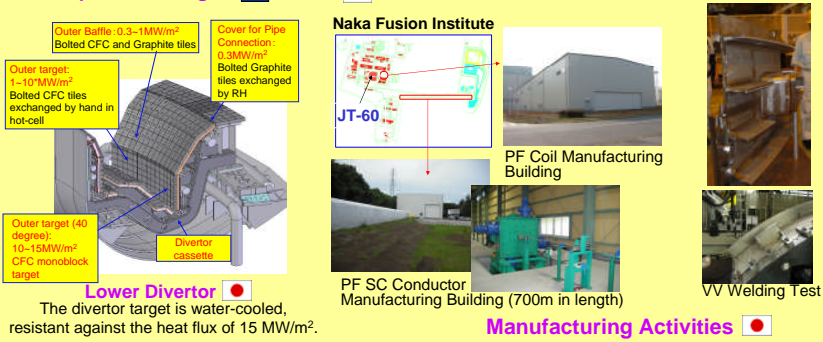 Outer Baffle : 0.3~1MW/m²
Bolted CFC and Graphite tiles
Cover for Pipe
Connection:
0.3MW/m²
Bolted Graphite
tiles exchanged
by RH
Outer target:
1~10*MW/m²
Bolted CFC tiles
exchanged by hand in
hot-cell
Outer target (40
degree):
10~15MW/m²
CFC monoblock
target
Divertor
cassette
Lower Divertor
The divertor target is water-cooled,
resistant against the heat flux of 15 MW/m².
Naka Fusion Institute
JT-60
PF Coil Manufacturing
Building
PF SC Conductor
Manufacturing Building (700m in length)
VV Welding Test
Manufacturing Activities